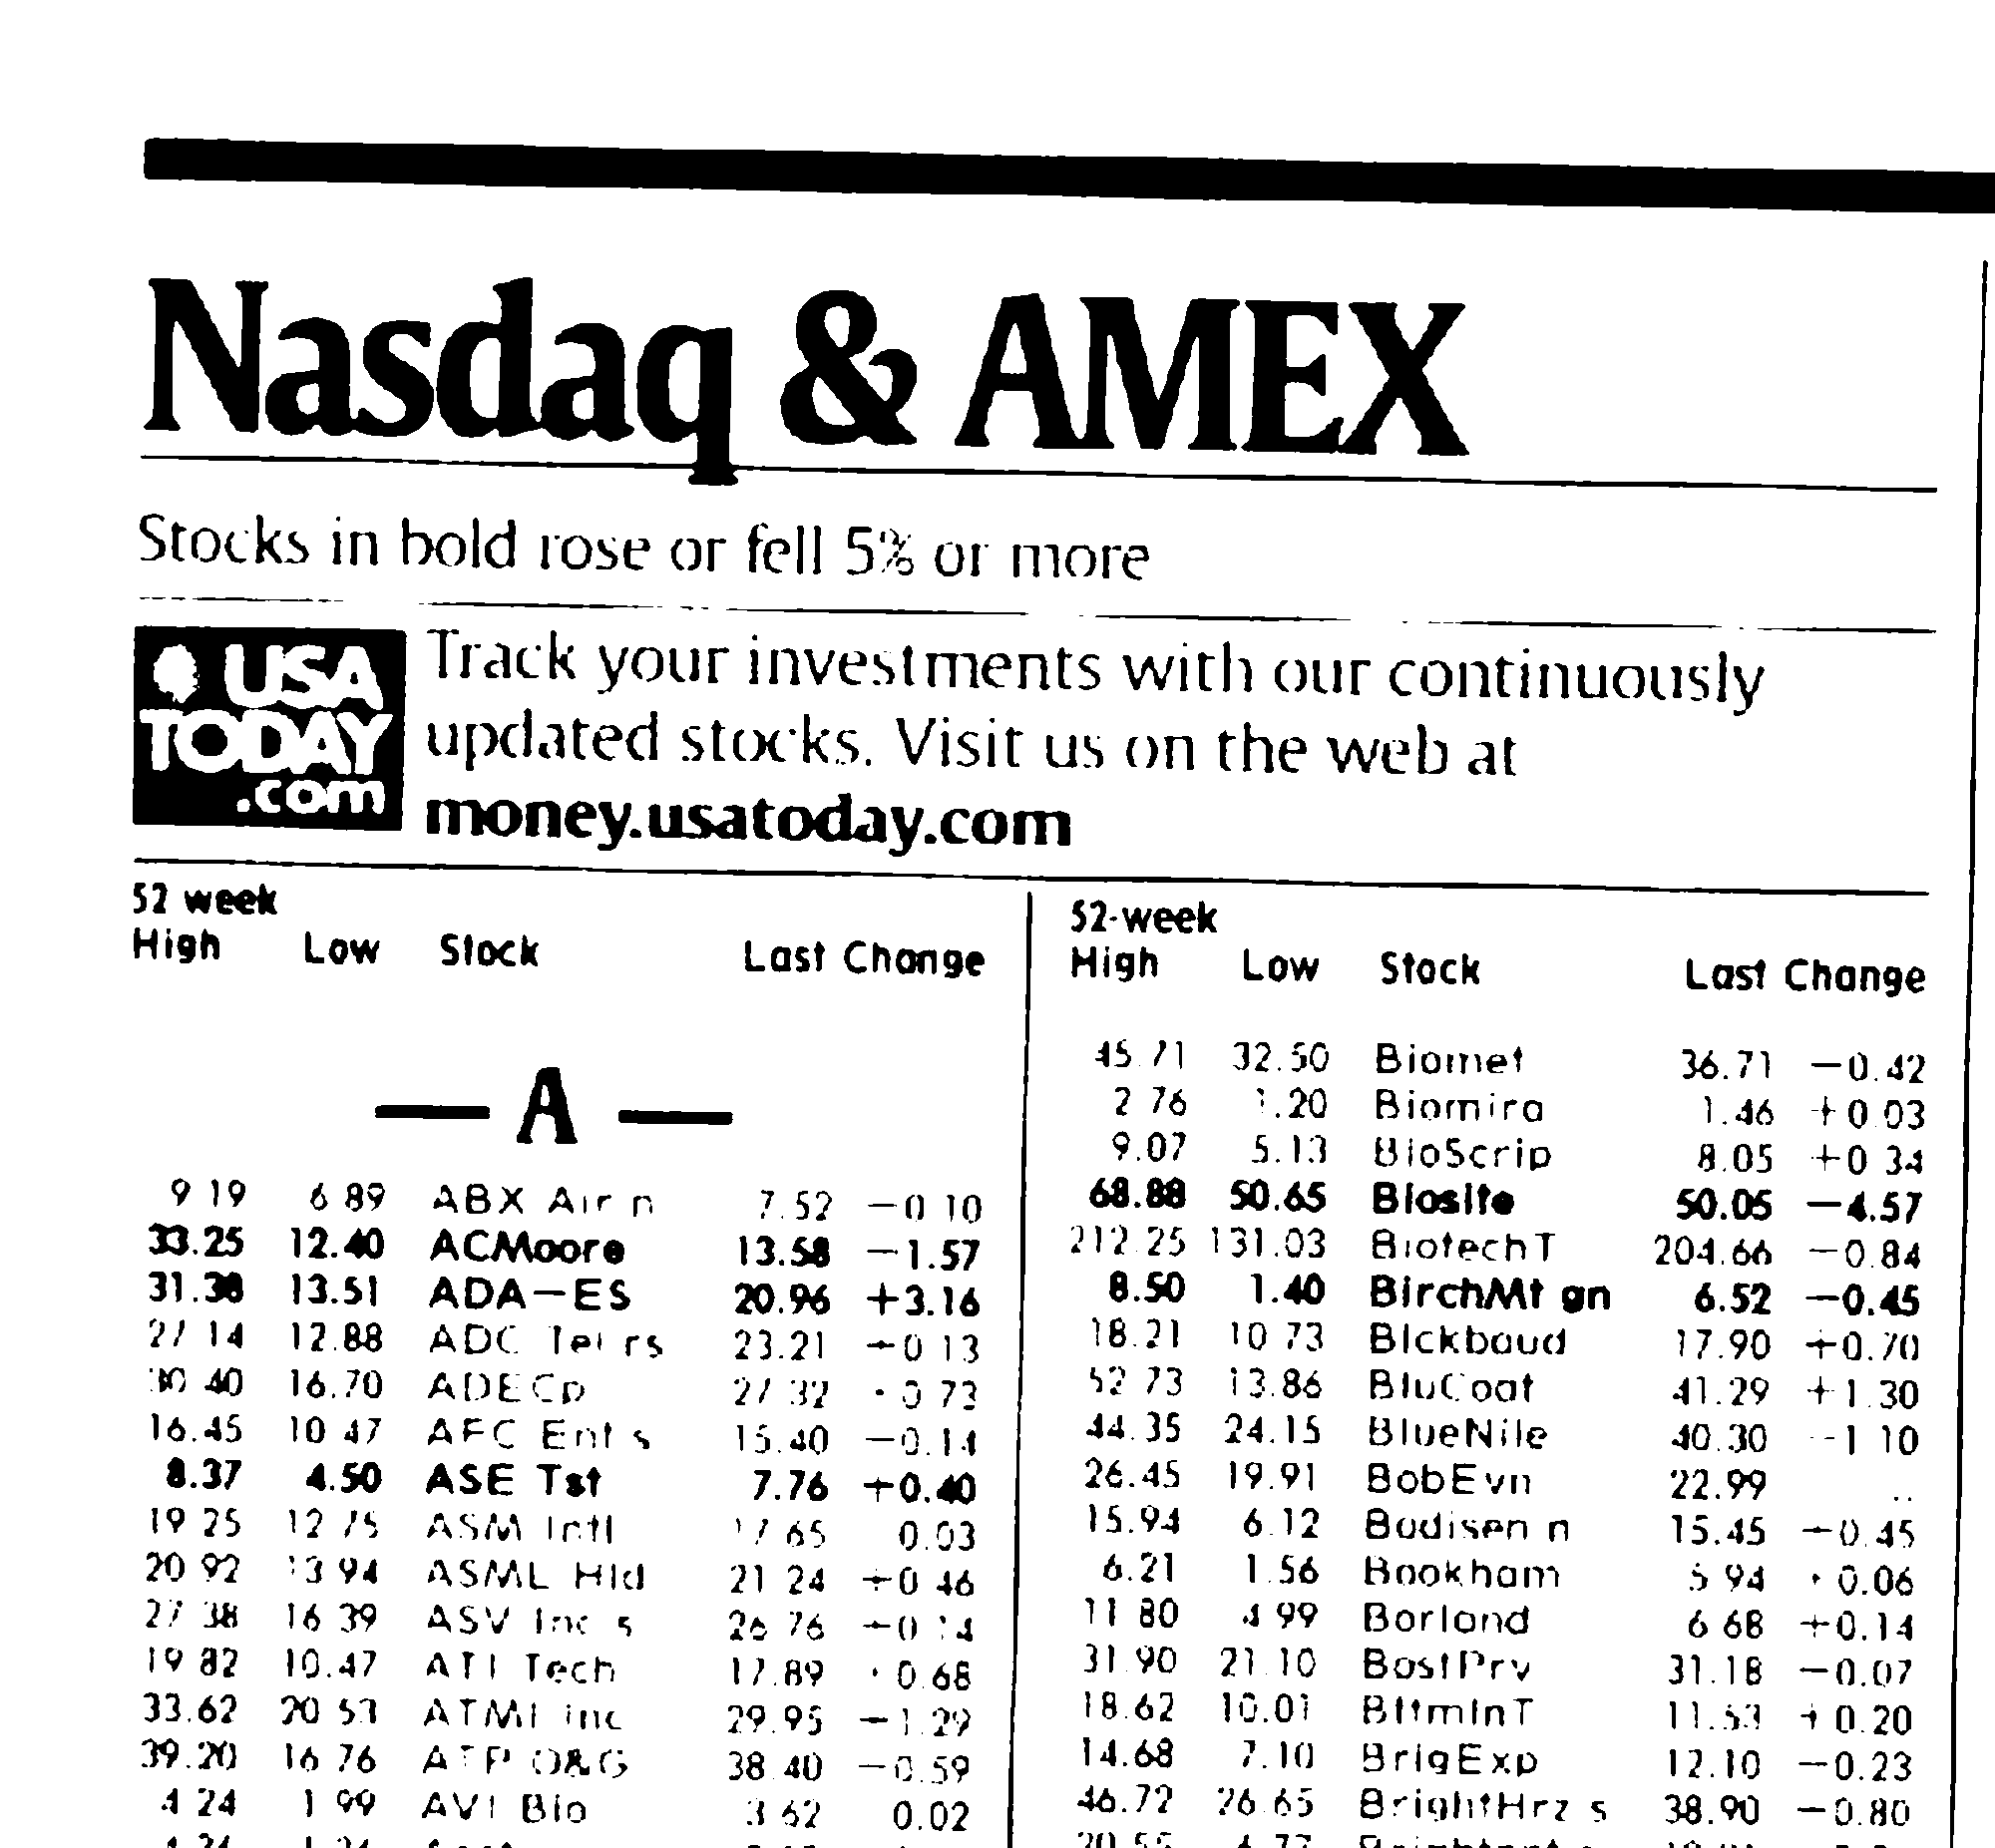 Nasdaq & AMEX
Stocks in bold rose or fell 5% or more
USA
TODAY
.com
Track your investments with our continuously
updated stocks. Visit us on the web at
money.usatoday.com
52 week
High Low Stock Last Change
— A —
9 19 6 89 ABX Air n 7.52 −0 10
33.25 12.40 ACMoore 13.58 −1.57
31.38 13.51 ADA−ES 20.96 +3.16
27 14 12.88 ADC Tel rs 23.21 0 13
30 40 16.70 ADECp 27 32 0 73
16.45 10 47 AFC Ent s 15.40 −0.14
8.37 4.50 ASE Tst 7.76 +0.40
19 25 12 75 ASM Intl 17 65 0.03
20 92 13 94 ASML Hld 21 24 +0 46
27 38 16 39 ASV Inc s 26 76 0 14
19 82 10.47 ATI Tech 17.89 0.68
33.62 20 53 ATMI inc 29.95 −1.29
39.20 16 76 ATP O&G 38 40 −0.59
4 24 1 99 AVI Bio 3 62 0.02
52-week
High Low Stock Last Change
45.71 32.50 Biomet 36.71 −0.42
2 76 1.20 Biomira 1.46 +0 03
9.07 5.13 BioScrip 8.05 +0 34
68.88 50.65 Biosite 50.05 −4.57
212 25 131.03 BiotechT 204.66 −0.84
8.50 1.40 BirchMt gn 6.52 −0.45
18.21 10 73 Blckbaud 17.90 +0.70
52 73 13.86 BluCoat 41.29 +1.30
44.35 24.15 BlueNile 40.30 −1 10
26.45 19.91 BobEvn 22.99 ..
15.94 6.12 Bodisen n 15.45 −0.45
6.21 1.56 Bookham 5 94 0.06
11 80 4 99 Borland 6 68 +0.14
31.90 21 10 BostPrv 31.18 −0.07
18.62 10.01 BttmlnT 11.53 +0.20
14.68 7.10 BrigExp 12.10 −0.23
46.72 26 65 BrightHrz s 38.90 −0.80